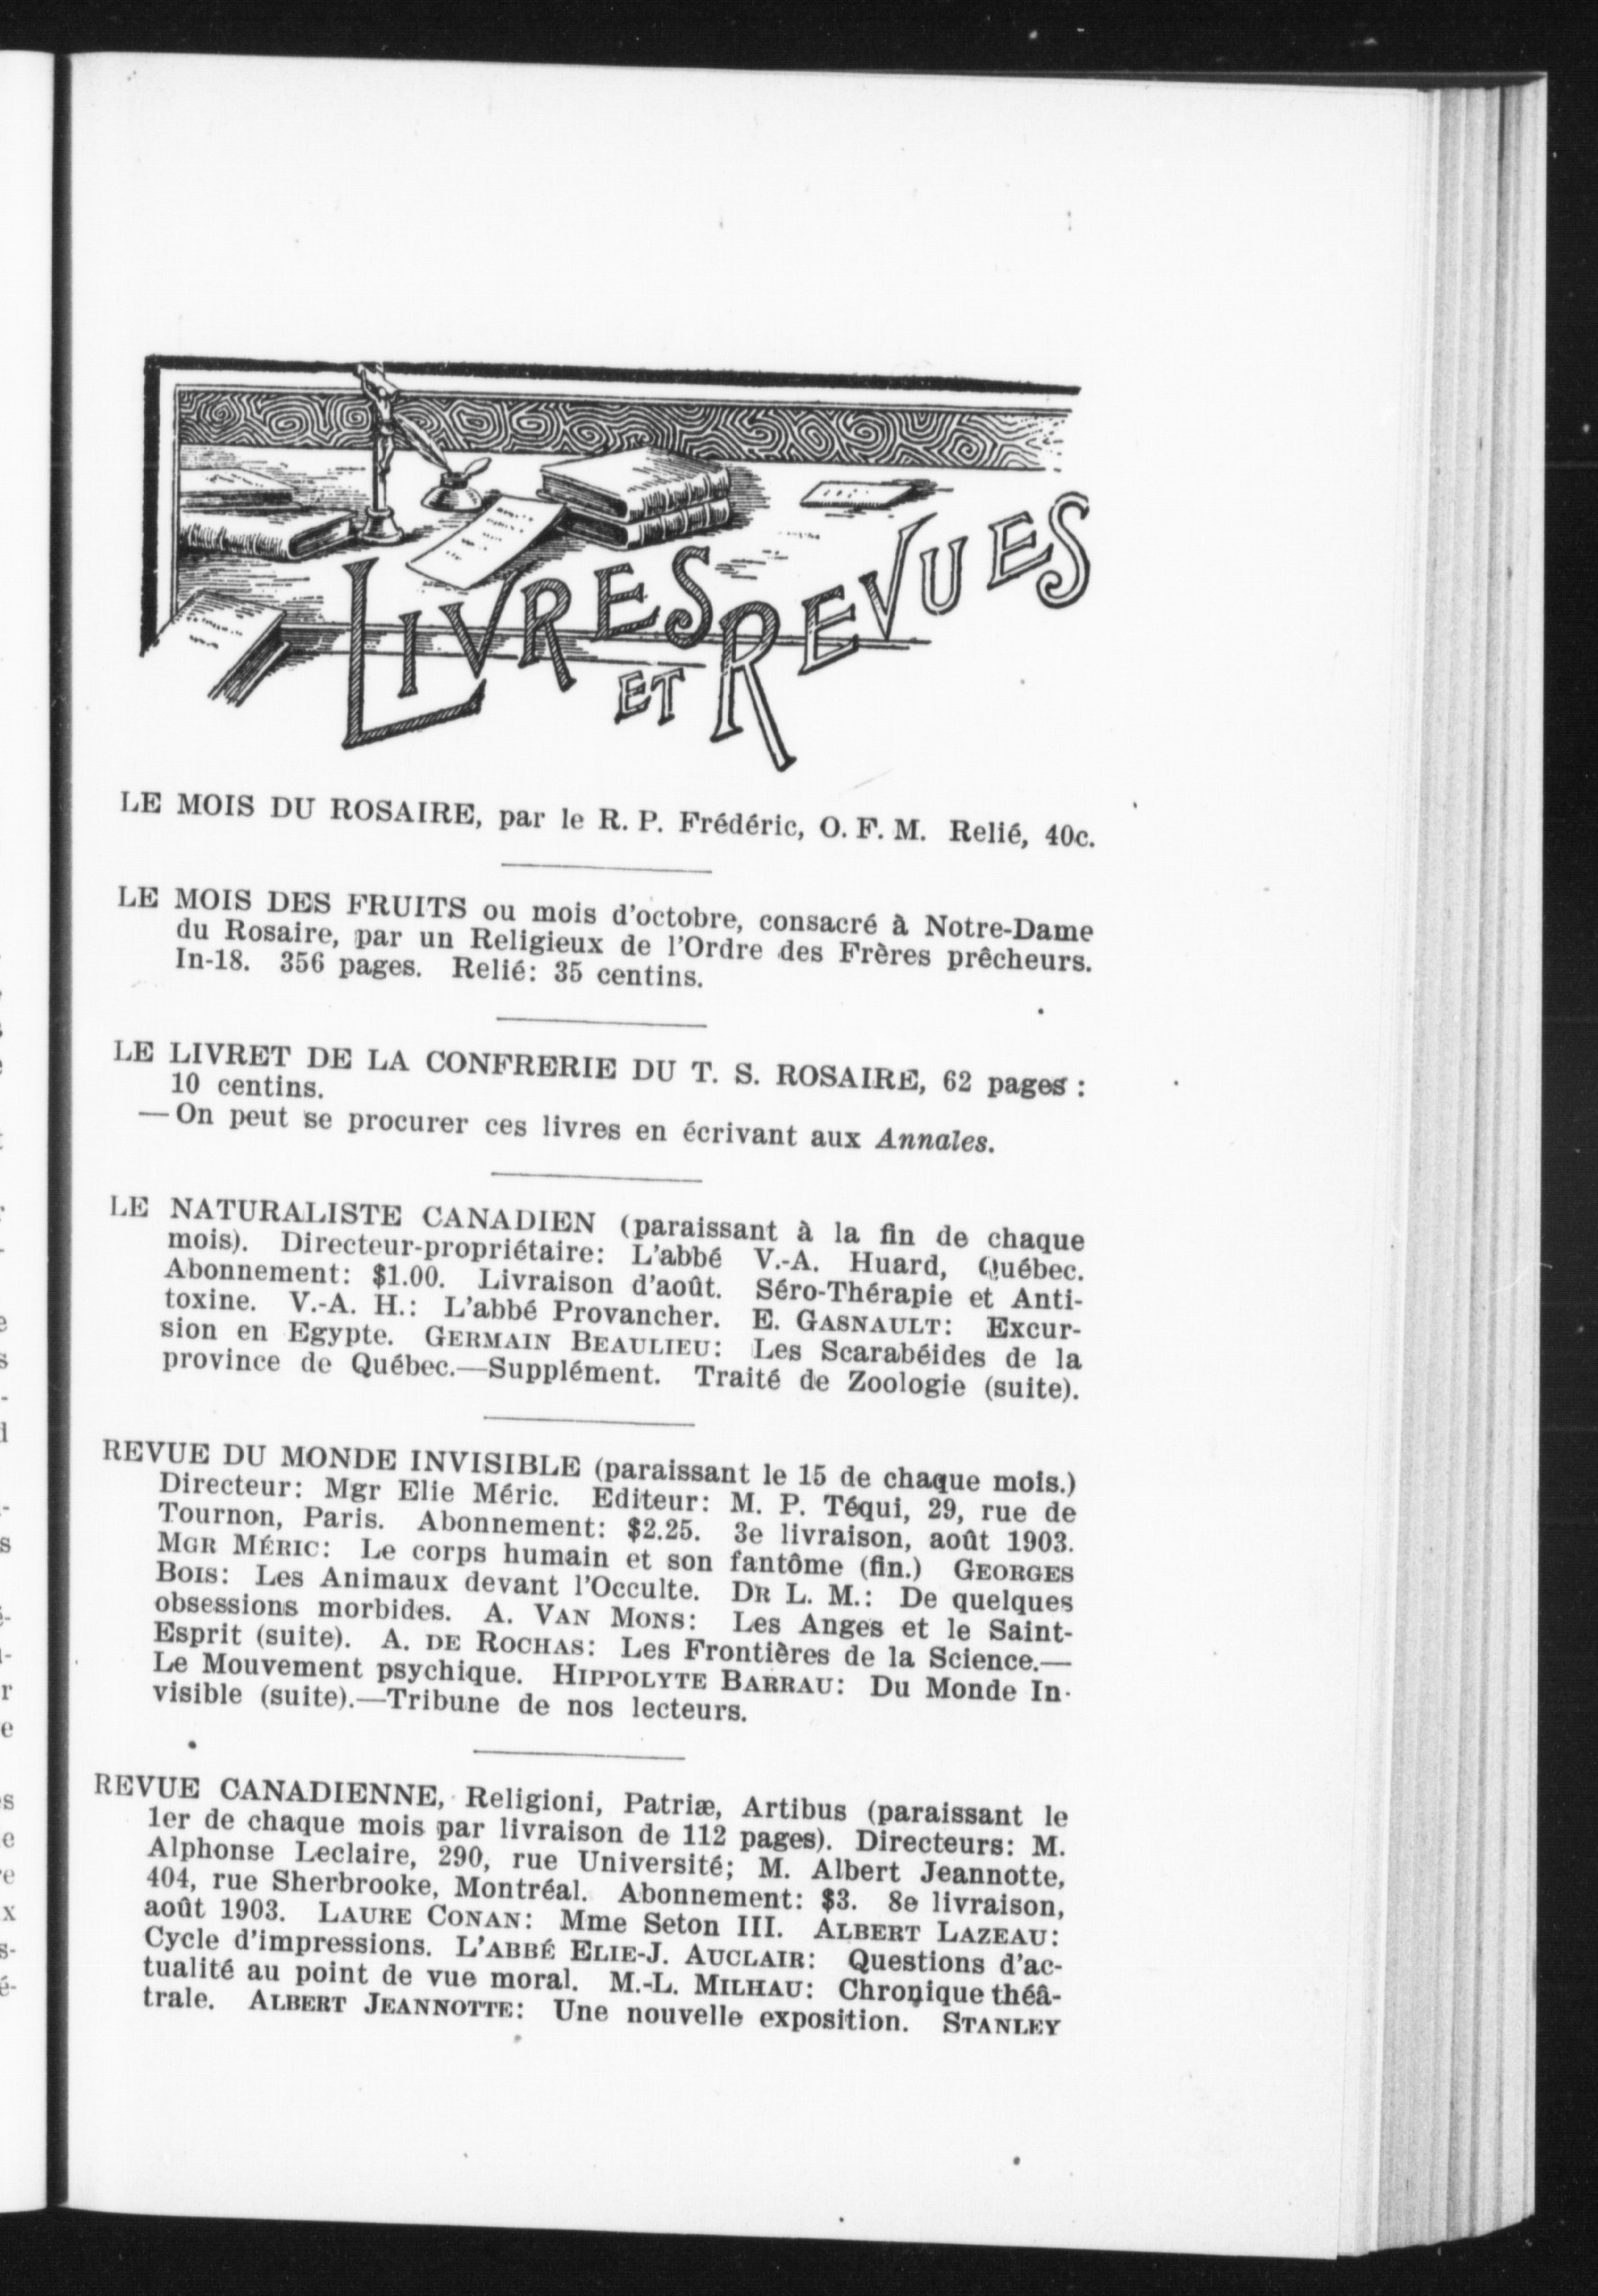 LIVRES ET REVUES
LE MOIS DU ROSAIRE, par le R. P. Frédéric, O. F. M. Relié, 40c.
LE MOIS DES FRUITS ou mois d'octobre, consacré à Notre-Dame
du Rosaire, par un Religieux de l'Ordre des Frères prêcheurs.
In-18. 356 pages. Relié: 35 centins.
LE LIVRET DE LA CONFRERIE DU T. S. ROSAIRE, 62 pages :
10 centins.
— On peut se procurer ces livres en écrivant aux Annales.
LE NATURALISTE CANADIEN (paraissant à la fin de chaque
mois). Directeur-propriétaire: L'abbé V.-A. Huard, Québec.
Abonnement: $1.00. Livraison d'août. Séro-Thérapie et Anti-
toxine. V.-A. H.: L'abbé Provancher. E. GASNAULT: Excur-
sion en Egypte. GERMAIN BEAULIEU: Les Scarabéides de la
province de Québec.—Supplément. Traité de Zoologie (suite).
REVUE DU MONDE INVISIBLE (paraissant le 15 de chaque mois.)
Directeur: Mgr Elie Méric. Editeur: M. P. Téqui, 29, rue de
Tournon, Paris. Abonnement: $2.25. 3e livraison, août 1903.
MGR MÉRIC: Le corps humain et son fantôme (fin.) GEORGES
BOIS: Les Animaux devant l'Occulte. DR L. M.: De quelques
obsessions morbides. A. VAN MONS: Les Anges et le Saint-
Esprit (suite). A. DE ROCHAS: Les Frontières de la Science.—
Le Mouvement psychique. HIPPOLYTE BARRAU: Du Monde In-
visible (suite).—Tribune de nos lecteurs.
REVUE CANADIENNE, Religioni, Patriæ, Artibus (paraissant le
1er de chaque mois par livraison de 112 pages). Directeurs: M.
Alphonse Leclaire, 290, rue Université; M. Albert Jeannotte,
404, rue Sherbrooke, Montréal. Abonnement: $3. 8e livraison,
août 1903. LAURE CONAN: Mme Seton III. ALBERT LAZEAU:
Cycle d'impressions. L'ABBÉ ELIE-J. AUCLAIR: Questions d'ac-
tualité au point de vue moral. M.-L. MILHAU: Chronique théâ-
trale. ALBERT JEANNOTTE: Une nouvelle exposition. STANLEY